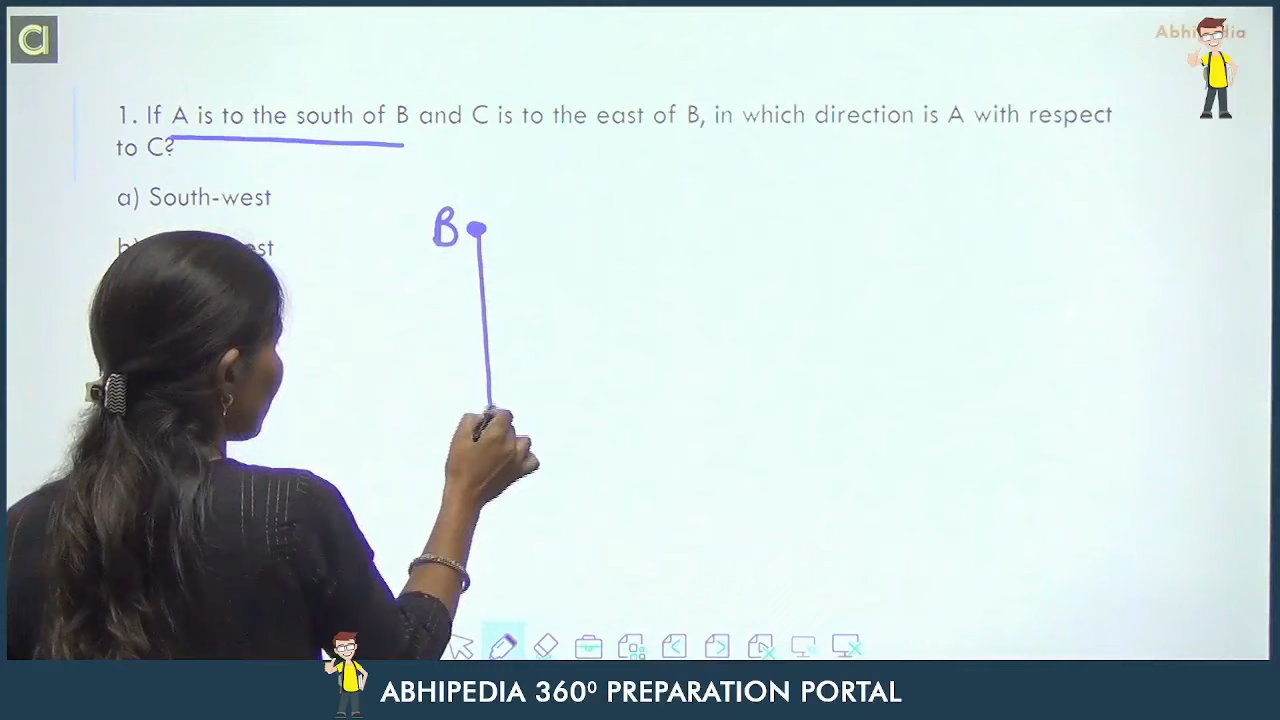 Abhipedia
1. If A is to the south of B and C is to the east of B, in which direction is A with respect
to C?
a) South-west
B
ABHIPEDIA 360⁰ PREPARATION PORTAL